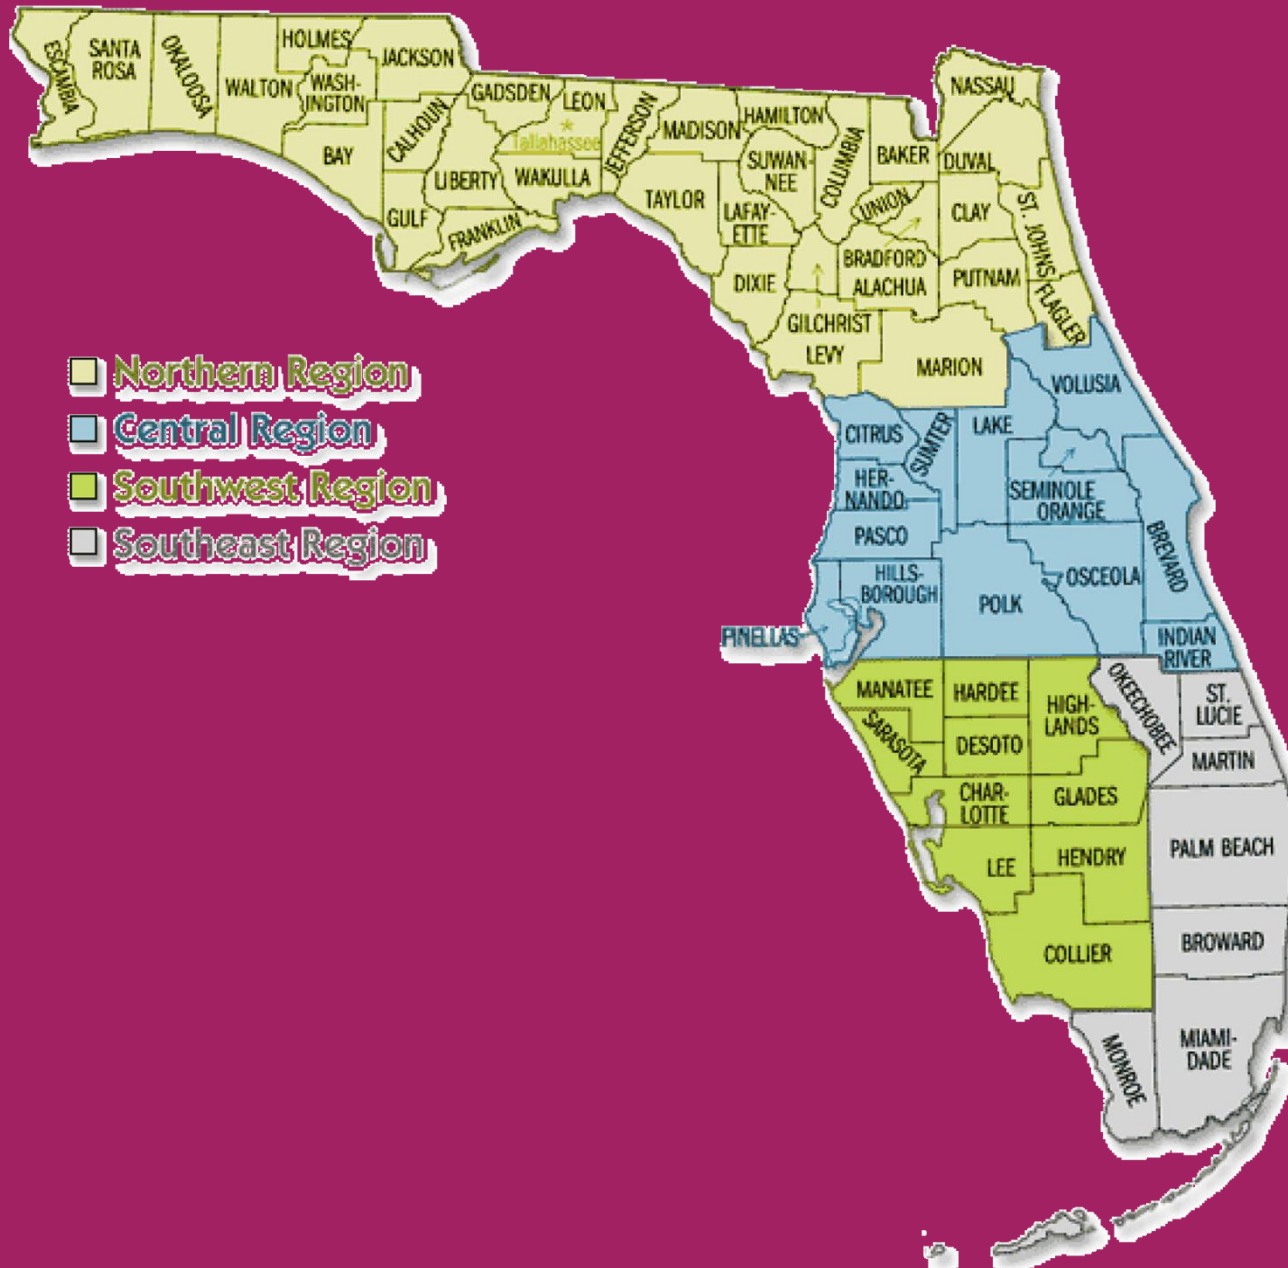 ESCAMBIA
SANTA
ROSA
OKALOOSA
WALTON
HOLMES
WASH-
INGTON
JACKSON
BAY
CALHOUN
GULF
GADSDEN
LIBERTY
FRANKLIN
LEON
Tallahassee
WAKULLA
JEFFERSON
MADISON
TAYLOR
HAMILTON
SUWAN-
NEE
LAFAY-
ETTE
DIXIE
COLUMBIA
BAKER
UNION
BRADFORD
ALACHUA
GILCHRIST
LEVY
NASSAU
DUVAL
CLAY
ST. JOHNS
PUTNAM
FLAGLER
MARION
Northern Region
Central Region
Southwest Region
Southeast Region
VOLUSIA
CITRUS
SUMTER
LAKE
HER-
NANDO
SEMINOLE
ORANGE
PASCO
BREVARD
HILLS-
BOROUGH
POLK
OSCEOLA
PINELLAS
INDIAN
RIVER
MANATEE
HARDEE
HIGH-
LANDS
OKEECHOBEE
ST.
LUCIE
SARASOTA
DESOTO
MARTIN
CHAR-
LOTTE
GLADES
LEE
HENDRY
PALM BEACH
COLLIER
BROWARD
MONROE
MIAMI-
DADE